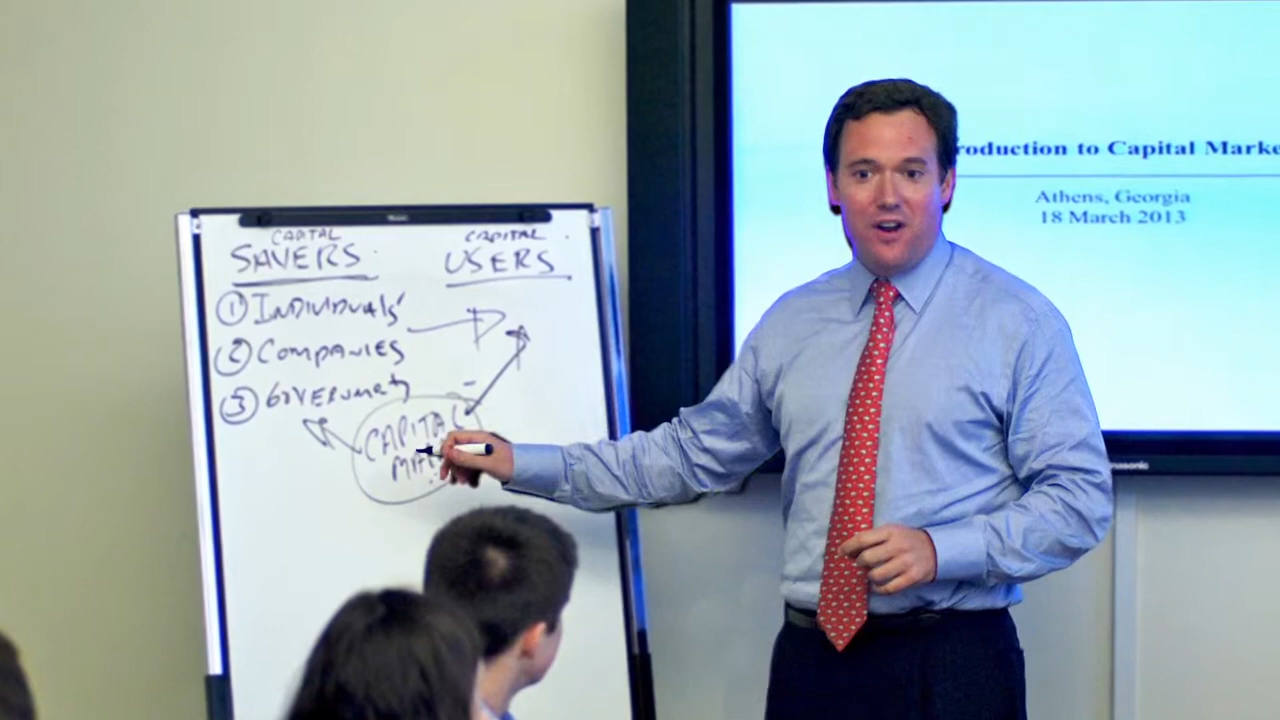 CAPITAL
SAVERS
① INDIVIDUALS
② COMPANIES
③ GOVERNMENT
CAPITAL
USERS
CAPITAL
roduction to Capital Marke
Athens, Georgia
18 March 2013
Panasonic